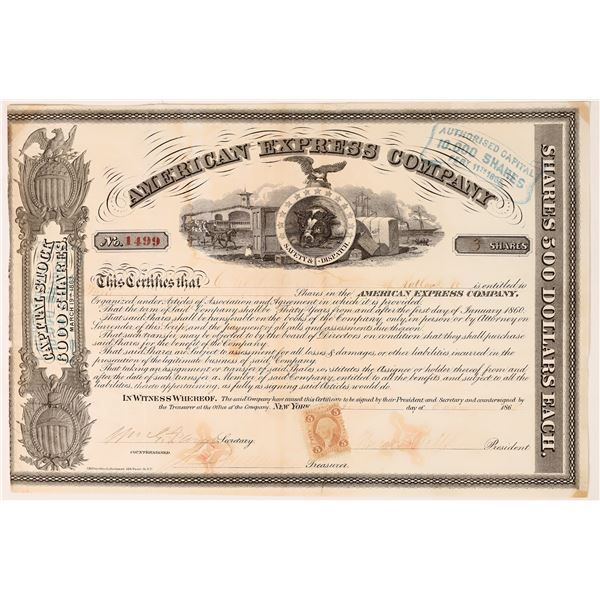 AMERICAN EXPRESS COMPANY
AUTHORISED CAPITAL
10,000 SHARES
No. 1499
3 SHARES
SAFETY & DISPATCH
This Certifies that
is entitled to
Shares in the AMERICAN EXPRESS COMPANY,
Organized under Articles of Association and Agreement in which it is provided
That the term of Said Company shall be Thirty Years from and after the first day of January 1860.
That said Shares are transferable on the books of the Company, only, in person, or by Attorney on
Surrender of this Scrip, and the payment of all calls and assessments due thereon.
That such transfer may be objected to by the board of Directors on condition that they shall purchase
said Shares for the benefit of the Company.
That said Shares are Subject to assessment for all losses & damages, or other liabilities incurred in the
prosecution of the legitimate business of said Company.
That taking an assignment or transfer of said Shares constitutes the Assignee or holder thereof from and
after the date of such transfer a Member of said Company, entitled to all the benefits and subject to all the
liabilities, thereto appertaining, as fully as signing said Articles would do.
IN WITNESS WHEREOF. The said Company have caused this Certificate to be signed by their President and Secretary and countersigned by
the Treasurer at the Office of the Company. NEW YORK
day of
186
Secretary.
President
COUNTERSIGNED
Treasurer.
CAPITAL STOCK
6000 SHARES
SHARES 500 DOLLARS EACH.